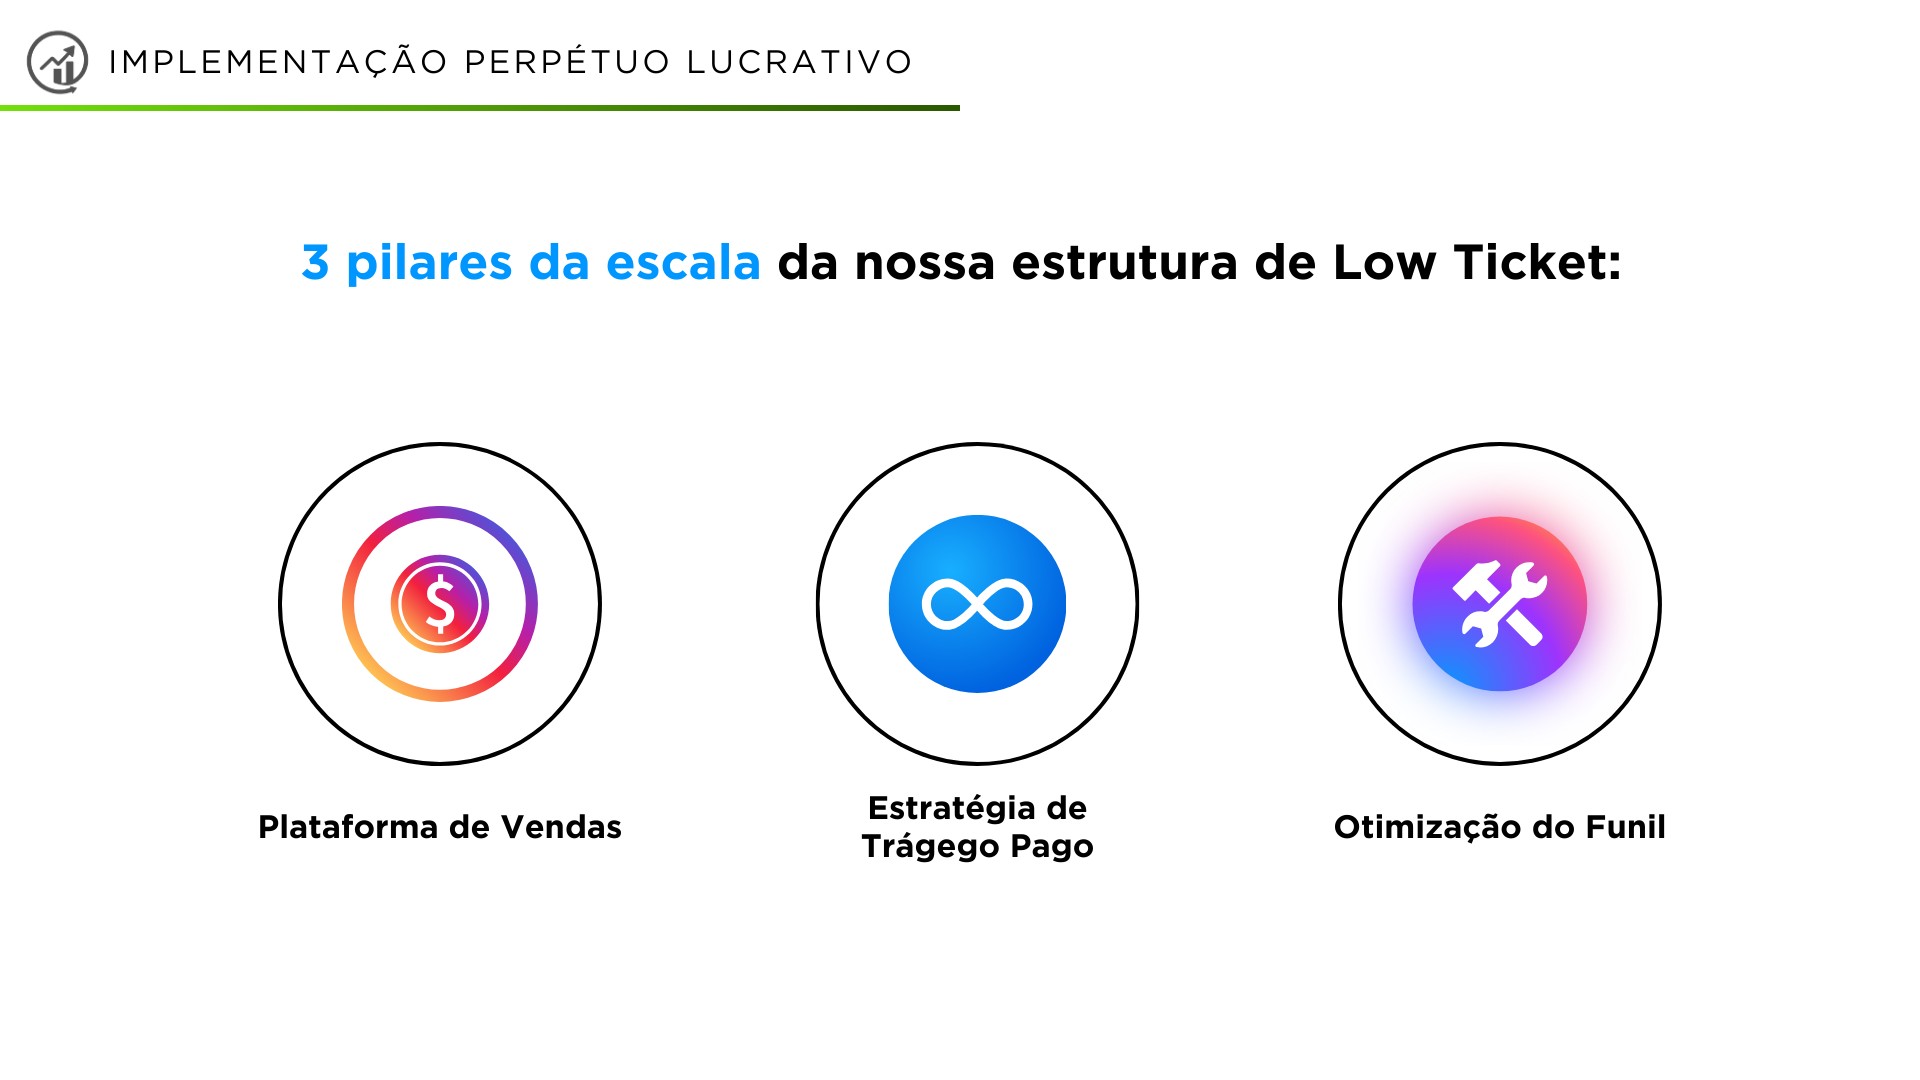 IMPLEMENTAÇÃO PERPÉTUO LUCRATIVO
3 pilares da escala da nossa estrutura de Low Ticket:
$
Plataforma de Vendas
Estratégia de
Trágego Pago
Otimização do Funil